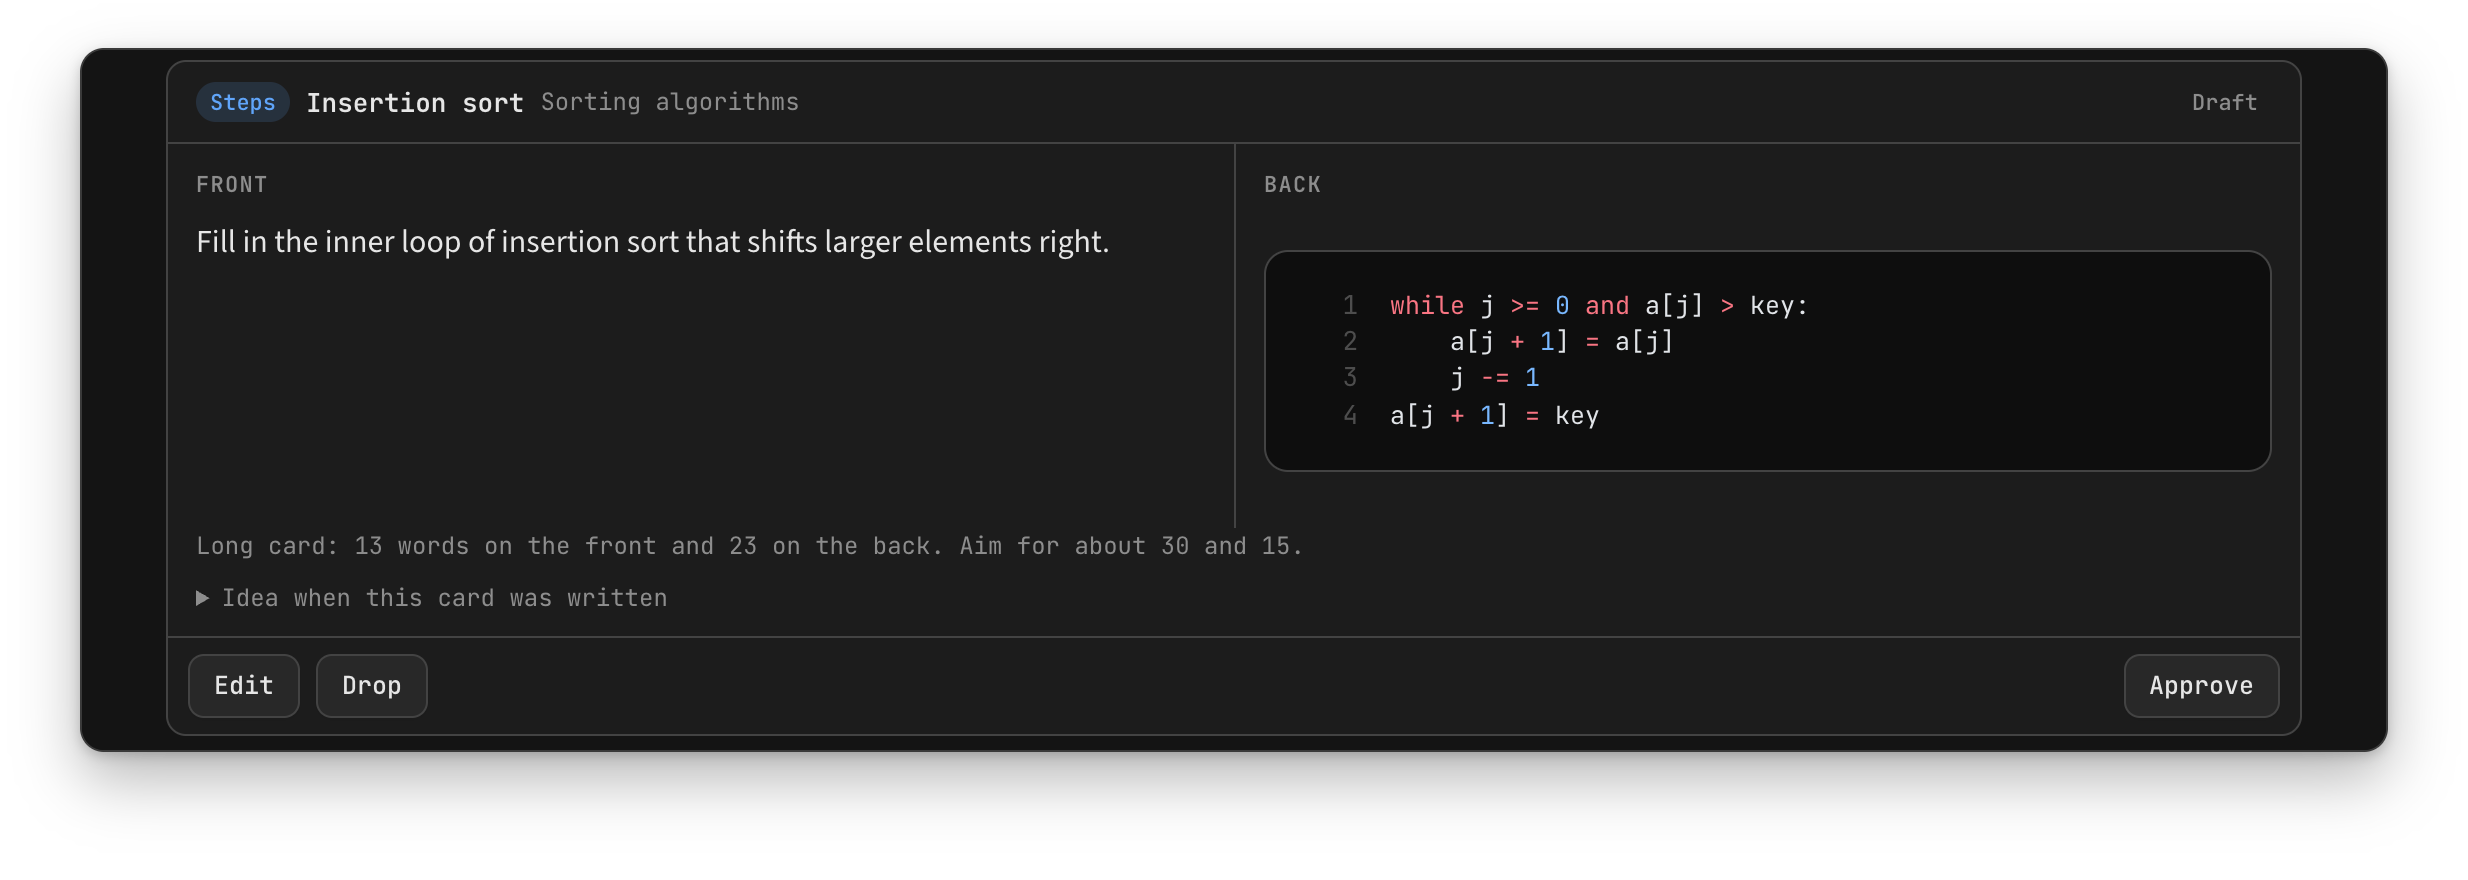 Steps Insertion sort Sorting algorithms Draft
FRONT
Fill in the inner loop of insertion sort that shifts larger elements right.
BACK
1 while j >= 0 and a[j] > key:
2     a[j + 1] = a[j]
3     j -= 1
4 a[j + 1] = key
Long card: 13 words on the front and 23 on the back. Aim for about 30 and 15.
▶ Idea when this card was written
Edit Drop Approve